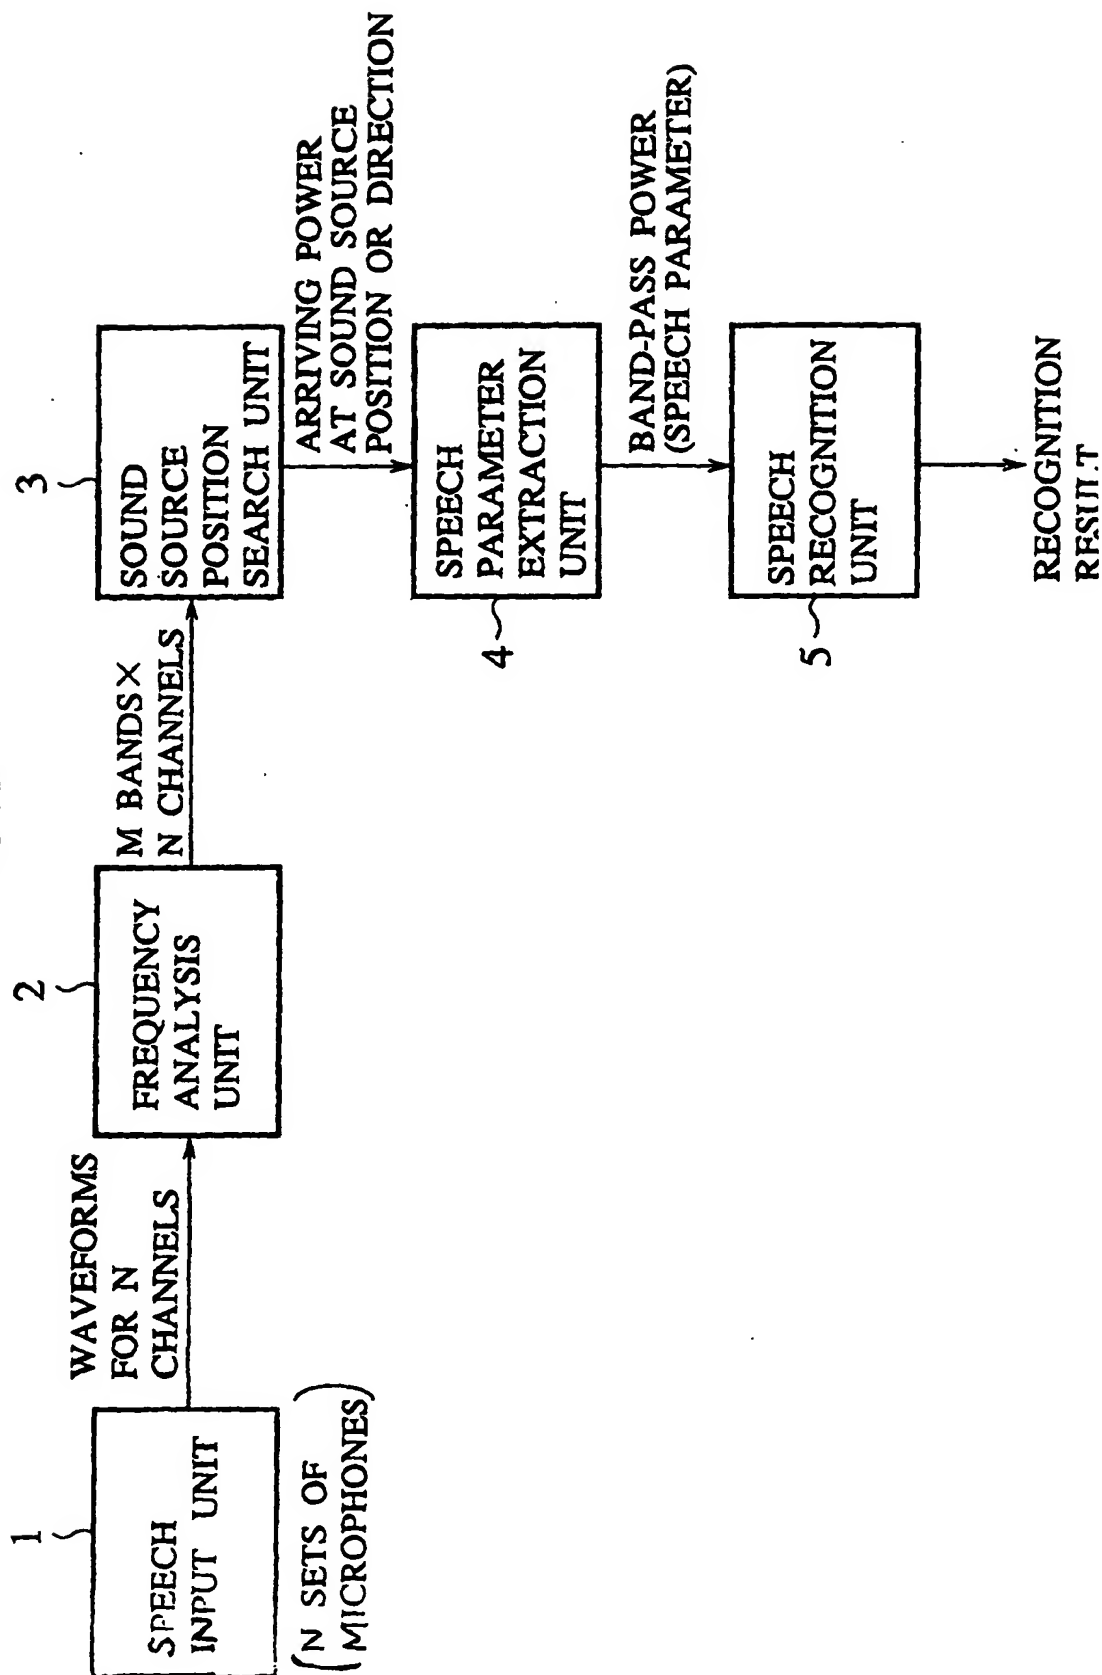 1
SPEECH
INPUT UNIT
(N SETS OF
MICROPHONES)
WAVEFORMS
FOR N
CHANNELS
2
FREQUENCY
ANALYSIS
UNIT
M BANDS×
N CHANNELS
3
SOUND
SOURCE
POSITION
SEARCH UNIT
ARRIVING POWER
AT SOUND SOURCE
POSITION OR DIRECTION
4
SPEECH
PARAMETER
EXTRACTION
UNIT
BAND-PASS POWER
(SPEECH PARAMETER)
5
SPEECH
RECOGNITION
UNIT
RECOGNITION
RESULT